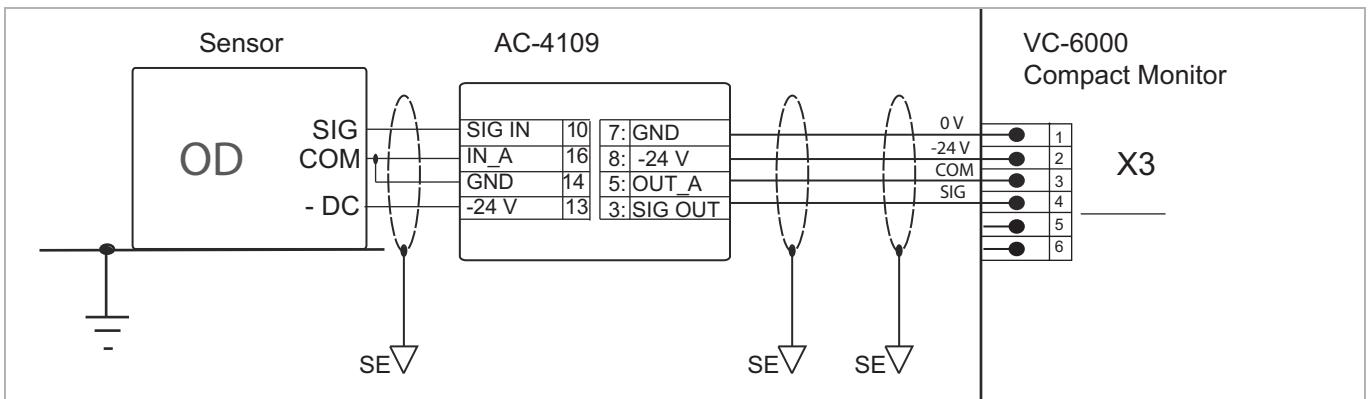 Sensor
AC-4109
VC-6000
Compact Monitor
OD
SIG
COM
- DC
SIG IN 10
IN_A 16
GND 14
-24 V 13
7: GND
8: -24 V
5: OUT_A
3: SIG OUT
0 V
-24 V
COM
SIG
1
2
3
4
5
6
X3
SE
SE
SE